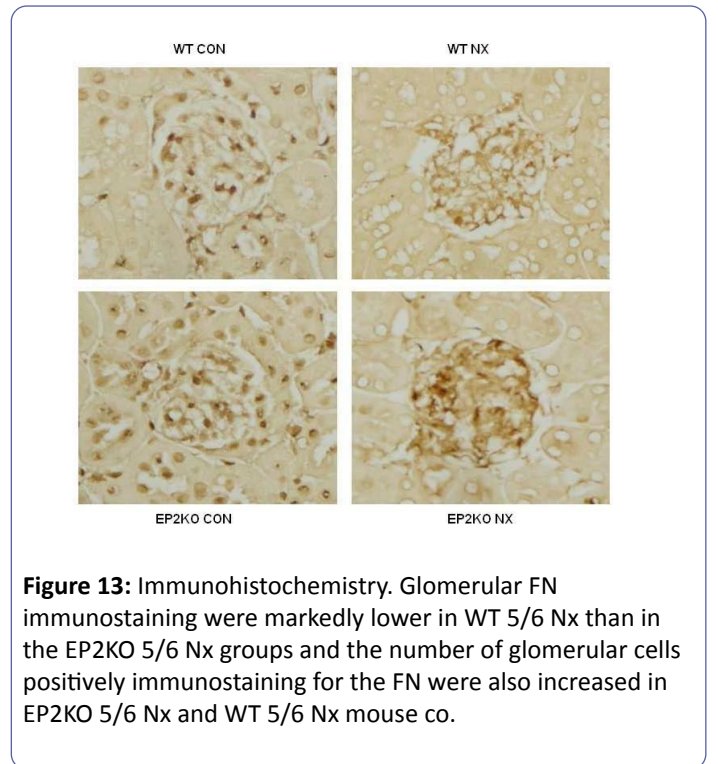 WT CON
WT NX
EP2KO CON
EP2KO NX
Figure 13: Immunohistochemistry. Glomerular FN
immunostaining were markedly lower in WT 5/6 Nx than in
the EP2KO 5/6 Nx groups and the number of glomerular cells
positively immunostaining for the FN were also increased in
EP2KO 5/6 Nx and WT 5/6 Nx mouse co.